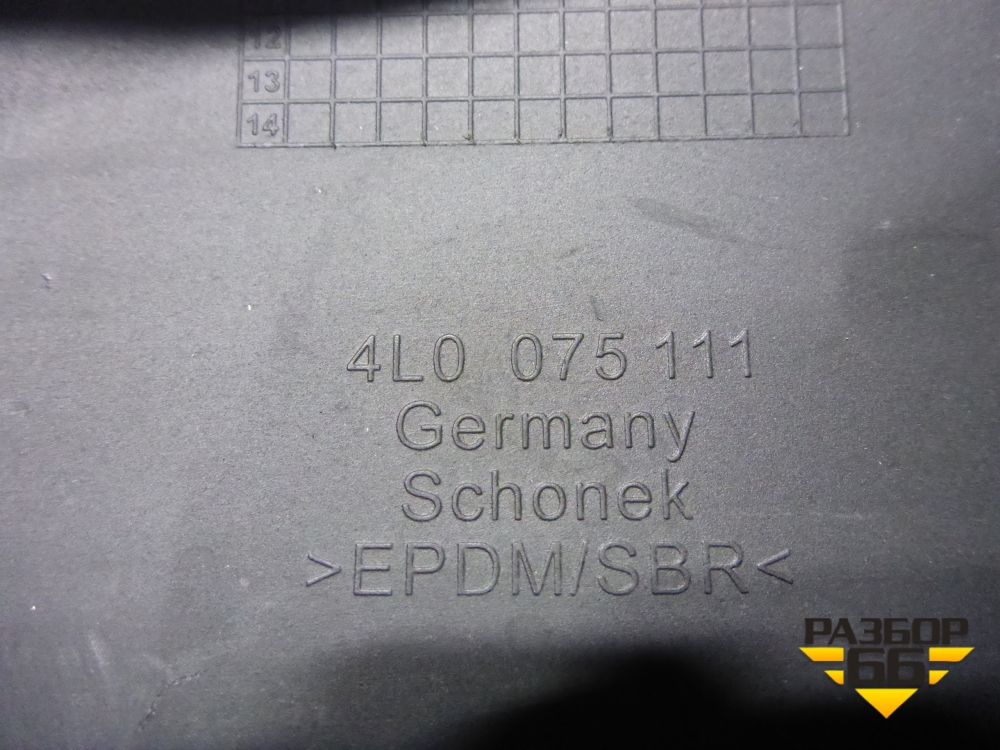 12
13
14
4L0 075 111
Germany
Schonek
>EPDM/SBR<
РАЗБОР
66